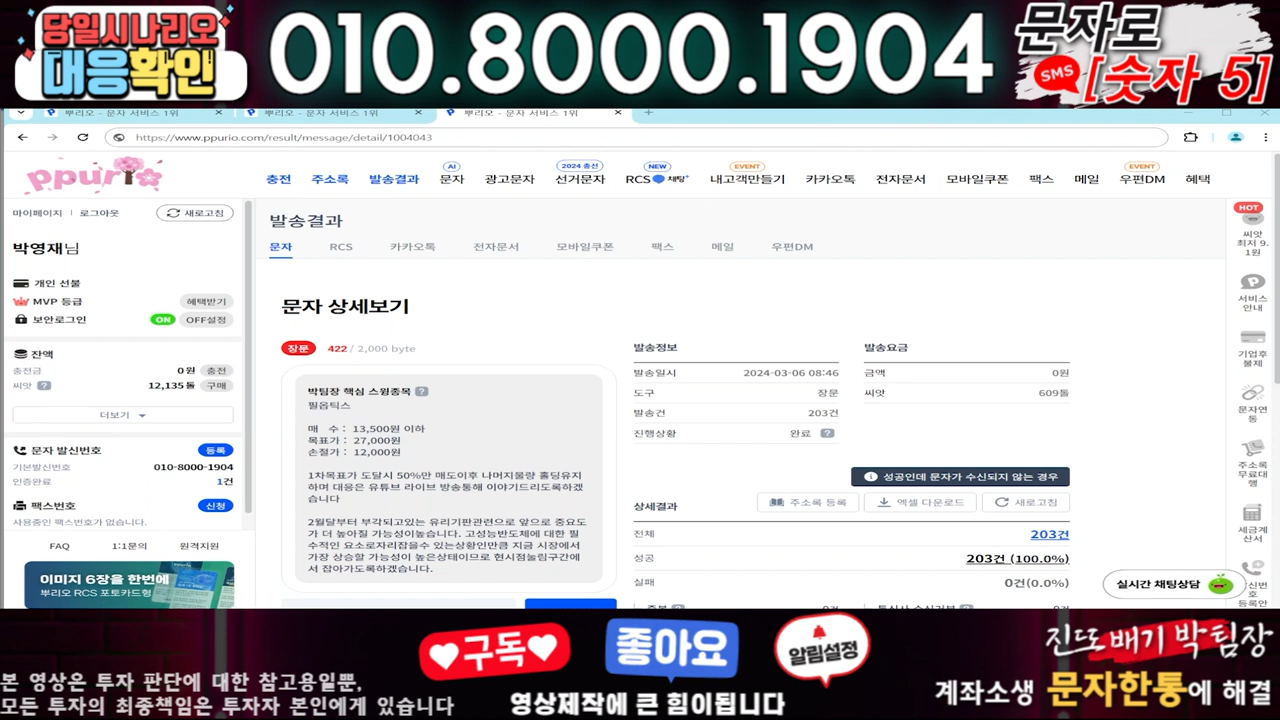 당일시나리오
대응확인
010.8000.1904
문자로
SMS
[숫자 5]
뿌리오 - 문자 서비스 1위
뿌리오 - 문자 서비스 1위
뿌리오 - 문자 서비스 1위
https://www.ppurio.com/result/message/detail/1004043
ppurio
충전 주소록 발송결과 AI 문자 광고문자 2024 총선 선거문자 NEW RCS 채팅+ EVENT 내고객만들기 카카오톡 전자문서 모바일쿠폰 팩스 메일 EVENT 우편DM 혜택
마이페이지 | 로그아웃 새로고침
박영재님
개인 선불
MVP 등급 혜택받기
보안로그인 ON OFF설정
잔액
충전금 0원 충전
씨앗 ? 12,135톨 구매
더보기
문자 발신번호 등록
기본발신번호 010-8000-1904
인증완료 1건
팩스번호 신청
사용중인 팩스번호가 없습니다.
FAQ 1:1문의 원격지원
이미지 6장을 한번에
뿌리오 RCS 포토카드형
발송결과
문자 RCS 카카오톡 전자문서 모바일쿠폰 팩스 메일 우편DM
문자 상세보기
장문 422 / 2,000 byte
박팀장 핵심 스윙종목 ?
필옵틱스
매 수 : 13,500원 이하
목표가 : 27,000원
손절가 : 12,000원
1차목표가 도달시 50%만 매도이후 나머지물량 홀딩유지
하며 대응은 유튜브 라이브 방송통해 이야기드리도록하겠
습니다
2월달부터 부각되고있는 유리기판관련으로 앞으로 중요도
가 더 높아질 가능성이높습니다. 고성능반도체에 대한 필
수적인 요소로자리잡을수 있는상황인만큼 지금 시장에서
가장 상승할 가능성이 높은상태이므로 현시점눌림구간에
서 잡아가도록하겠습니다.
발송정보
발송일시 2024-03-06 08:46
도구 장문
발송건 203건
진행상황 완료 ?
발송요금
금액 0원
씨앗 609톨
성공인데 문자가 수신되지 않는 경우
상세결과 주소록 등록 엑셀 다운로드 새로고침
전체 203건
성공 203건 (100.0%)
실패 0건(0.0%)
HOT
씨앗
최저 9.
1원
서비스
안내
기업후
불제
문자연
동
주소록
무료대
행
세금계
산서
번
호
등록안
실시간 채팅상담
구독
좋아요
알림설정
영상제작에 큰 힘이됩니다
본 영상은 투자 판단에 대한 참고용일뿐,
모든 투자의 최종책임은 투자자 본인에게 있습니다
진또배기 박팀장
계좌소생 문자한통에 해결